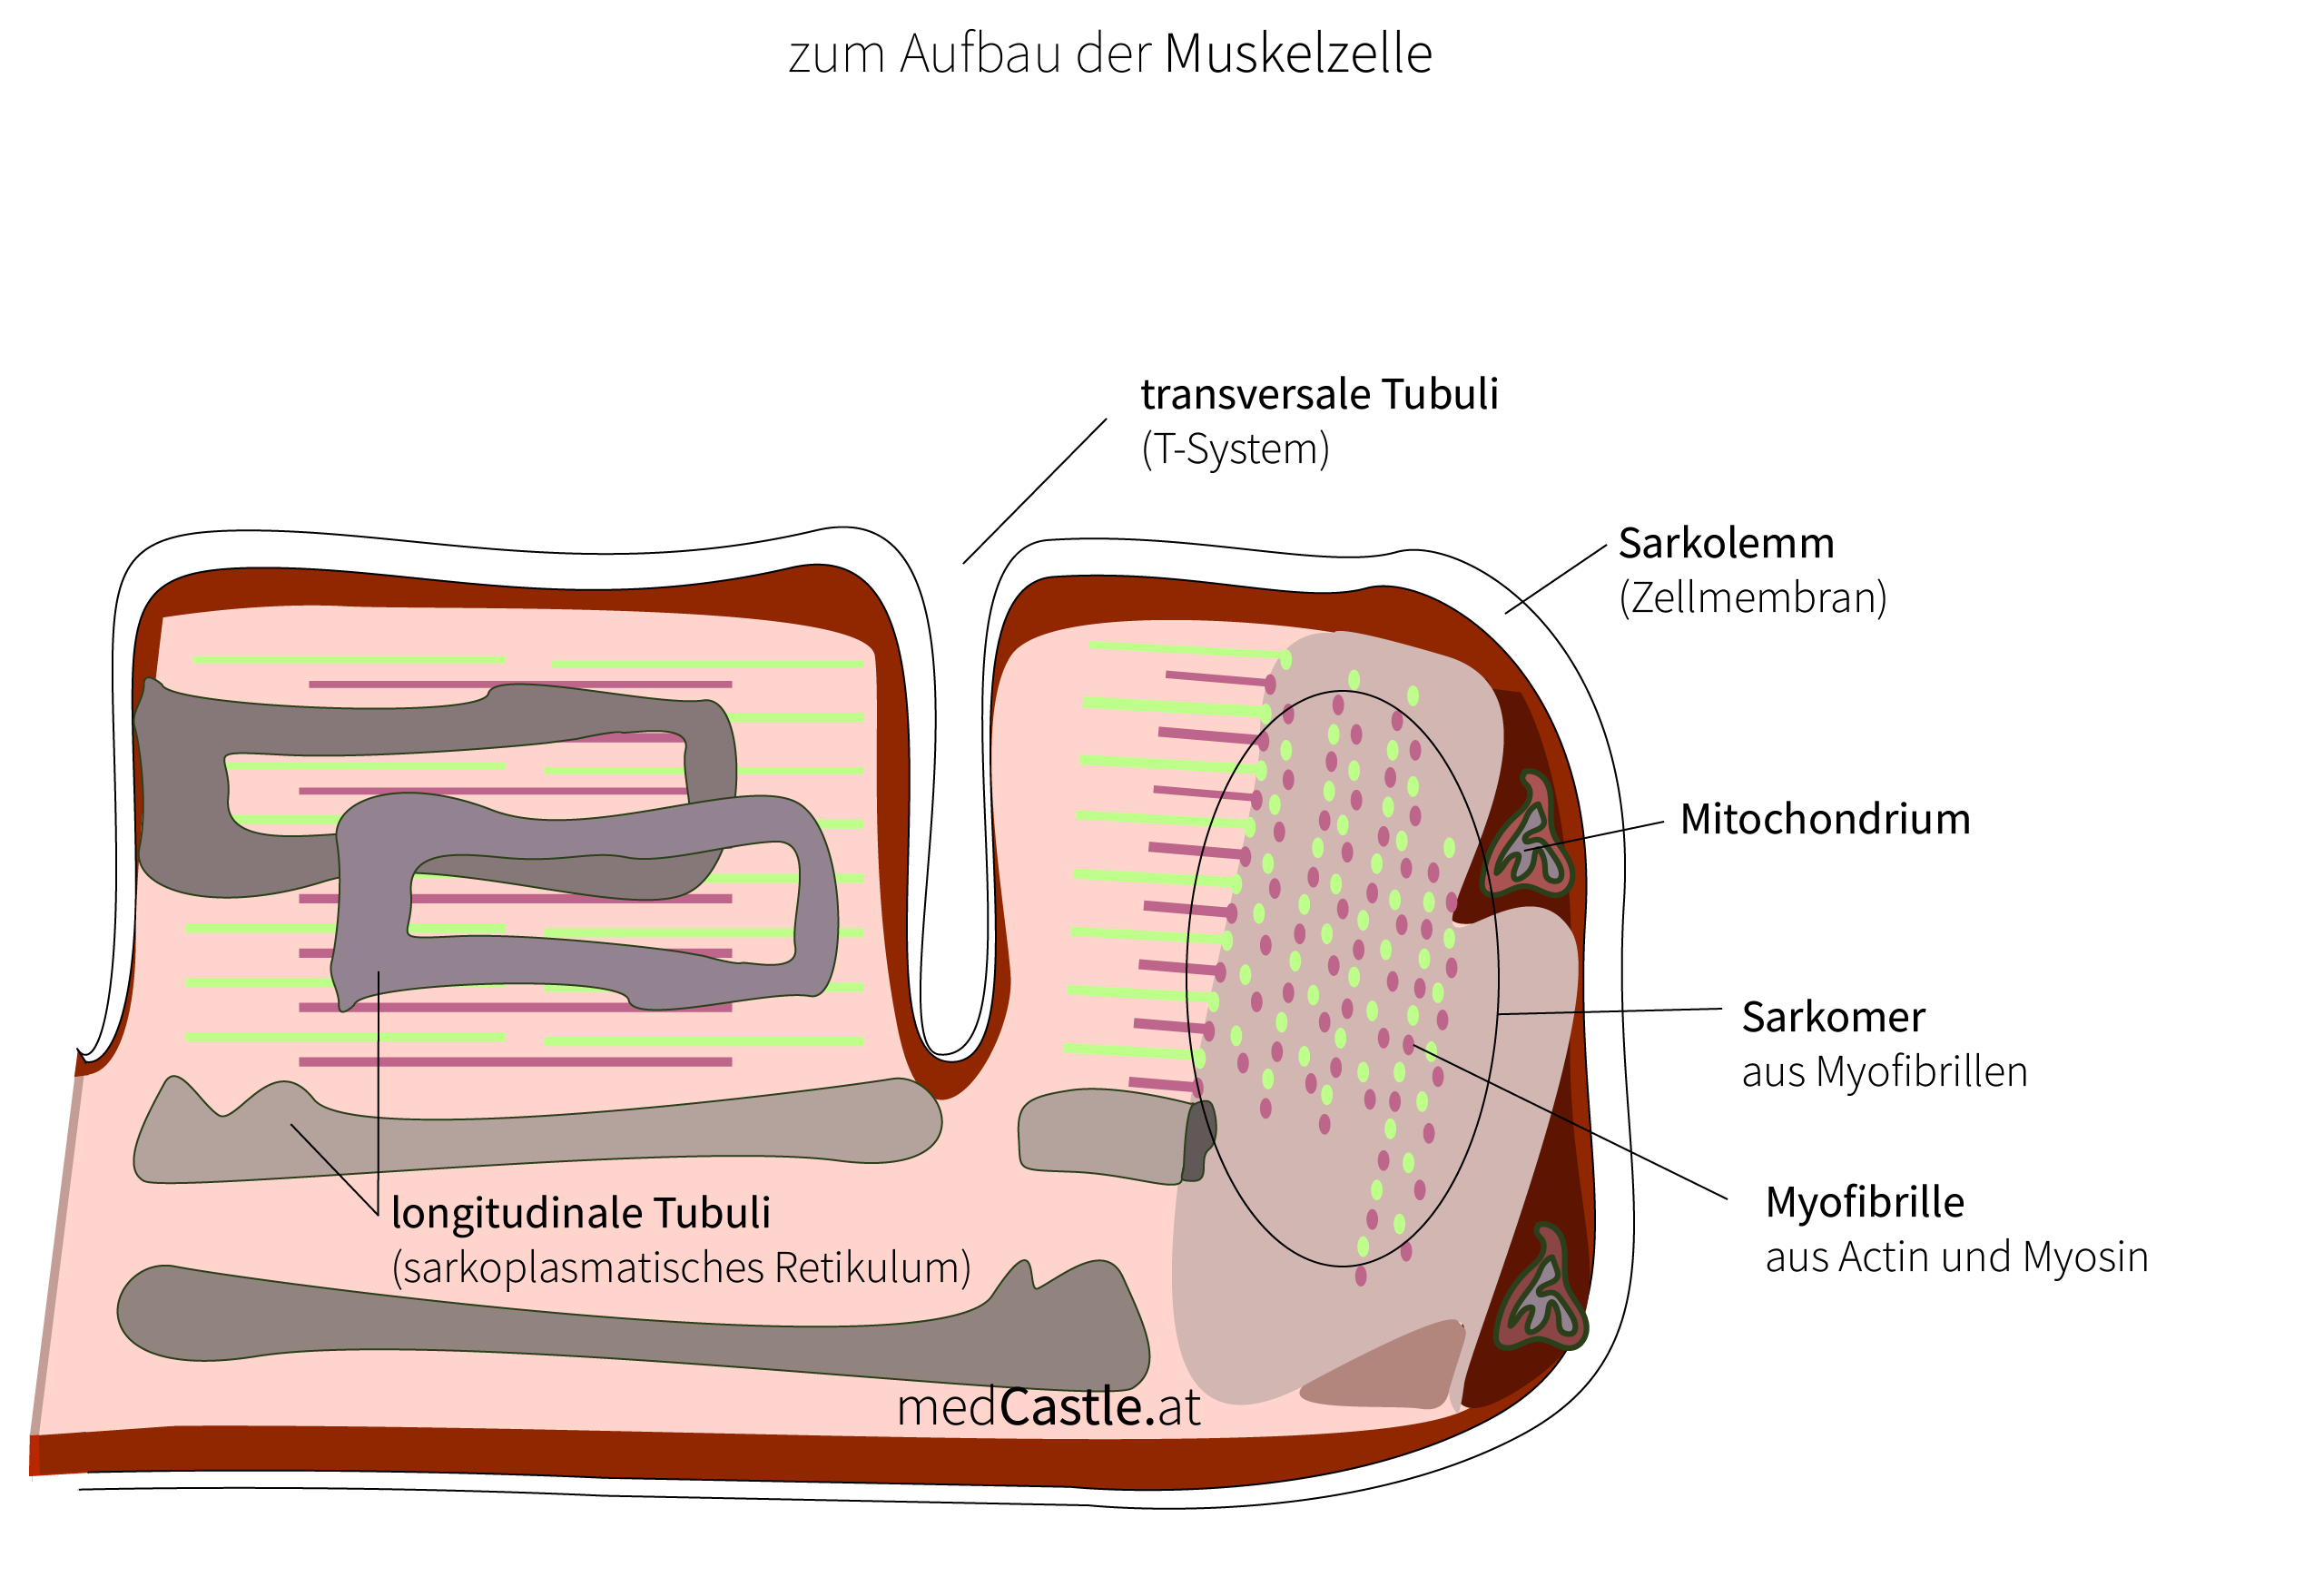 zum Aufbau der Muskelzelle
transversale Tubuli
(T-System)
Sarkolemm
(Zellmembran)
Mitochondrium
Sarkomer
aus Myofibrillen
Myofibrille
aus Actin und Myosin
longitudinale Tubuli
(sarkoplasmatisches Retikulum)
medCastle.at